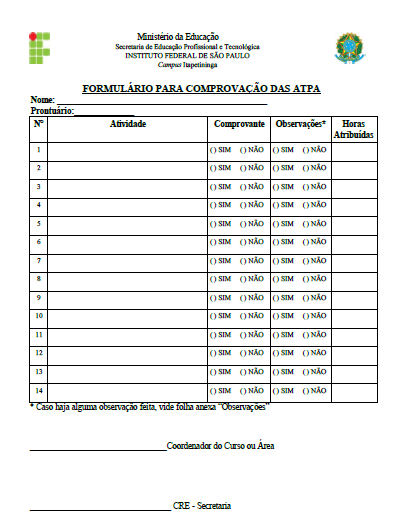 Ministério da Educação
Secretaria de Educação Profissional e Tecnológica
INSTITUTO FEDERAL DE SÃO PAULO
Campus Itapetininga
FORMULÁRIO PARA COMPROVAÇÃO DAS ATPA
Nome:
Prontuário:
Nº Atividade Comprovante Observações* Horas Atribuídas
1 ( ) SIM ( ) NÃO ( ) SIM ( ) NÃO
2 ( ) SIM ( ) NÃO ( ) SIM ( ) NÃO
3 ( ) SIM ( ) NÃO ( ) SIM ( ) NÃO
4 ( ) SIM ( ) NÃO ( ) SIM ( ) NÃO
5 ( ) SIM ( ) NÃO ( ) SIM ( ) NÃO
6 ( ) SIM ( ) NÃO ( ) SIM ( ) NÃO
7 ( ) SIM ( ) NÃO ( ) SIM ( ) NÃO
8 ( ) SIM ( ) NÃO ( ) SIM ( ) NÃO
9 ( ) SIM ( ) NÃO ( ) SIM ( ) NÃO
10 ( ) SIM ( ) NÃO ( ) SIM ( ) NÃO
11 ( ) SIM ( ) NÃO ( ) SIM ( ) NÃO
12 ( ) SIM ( ) NÃO ( ) SIM ( ) NÃO
13 ( ) SIM ( ) NÃO ( ) SIM ( ) NÃO
14 ( ) SIM ( ) NÃO ( ) SIM ( ) NÃO
* Caso haja alguma observação feita, vide folha anexa "Observações"
Coordenador do Curso ou Área
CRE - Secretaria